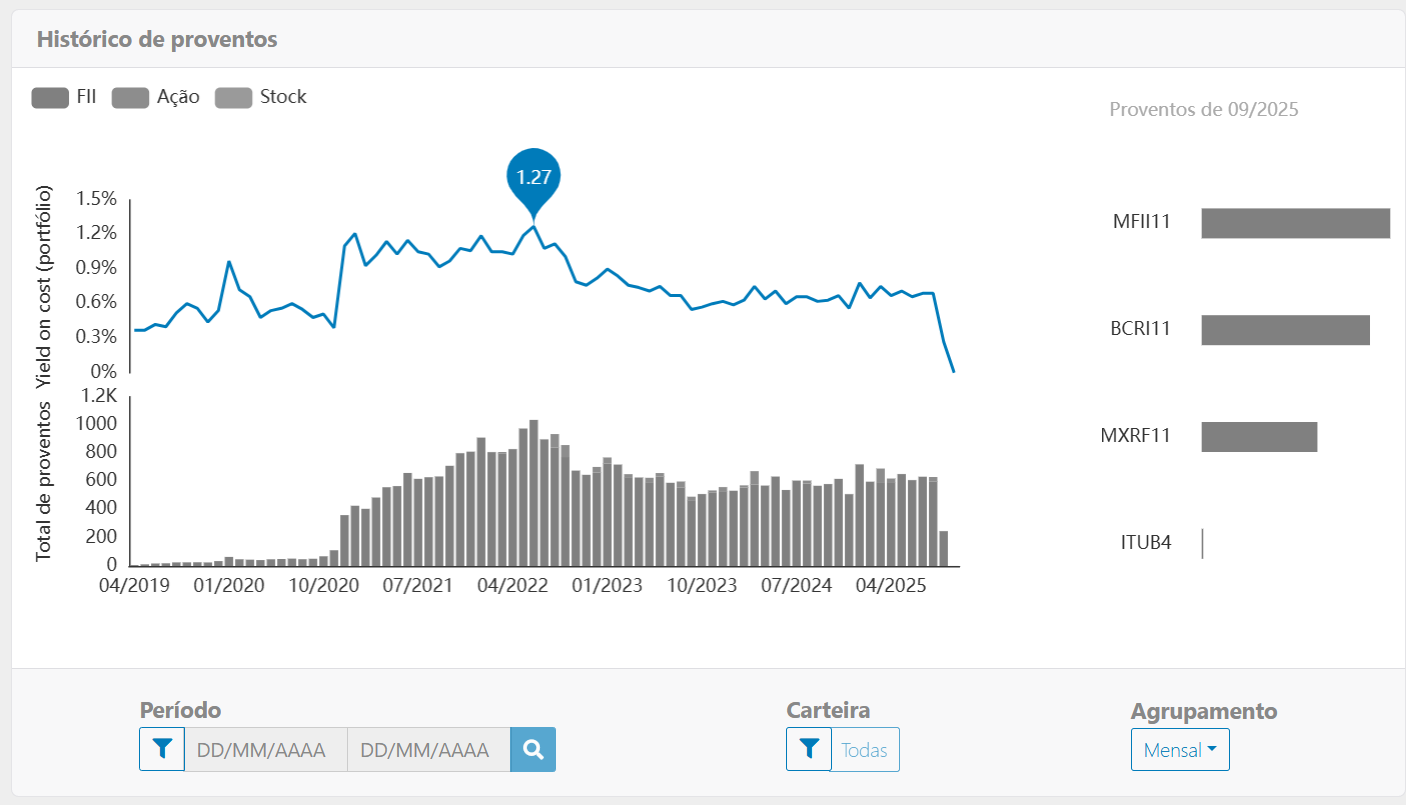 Histórico de proventos
FII Ação Stock
Proventos de 09/2025
1.27
Yield on cost (portfólio)
1.5%
1.2%
0.9%
0.6%
0.3%
0%
Total de proventos
1.2K
1000
800
600
400
200
0
04/2019 01/2020 10/2020 07/2021 04/2022 01/2023 10/2023 07/2024 04/2025
MFII11
BCRI11
MXRF11
ITUB4
Período
DD/MM/AAAA DD/MM/AAAA
Carteira
Todas
Agrupamento
Mensal